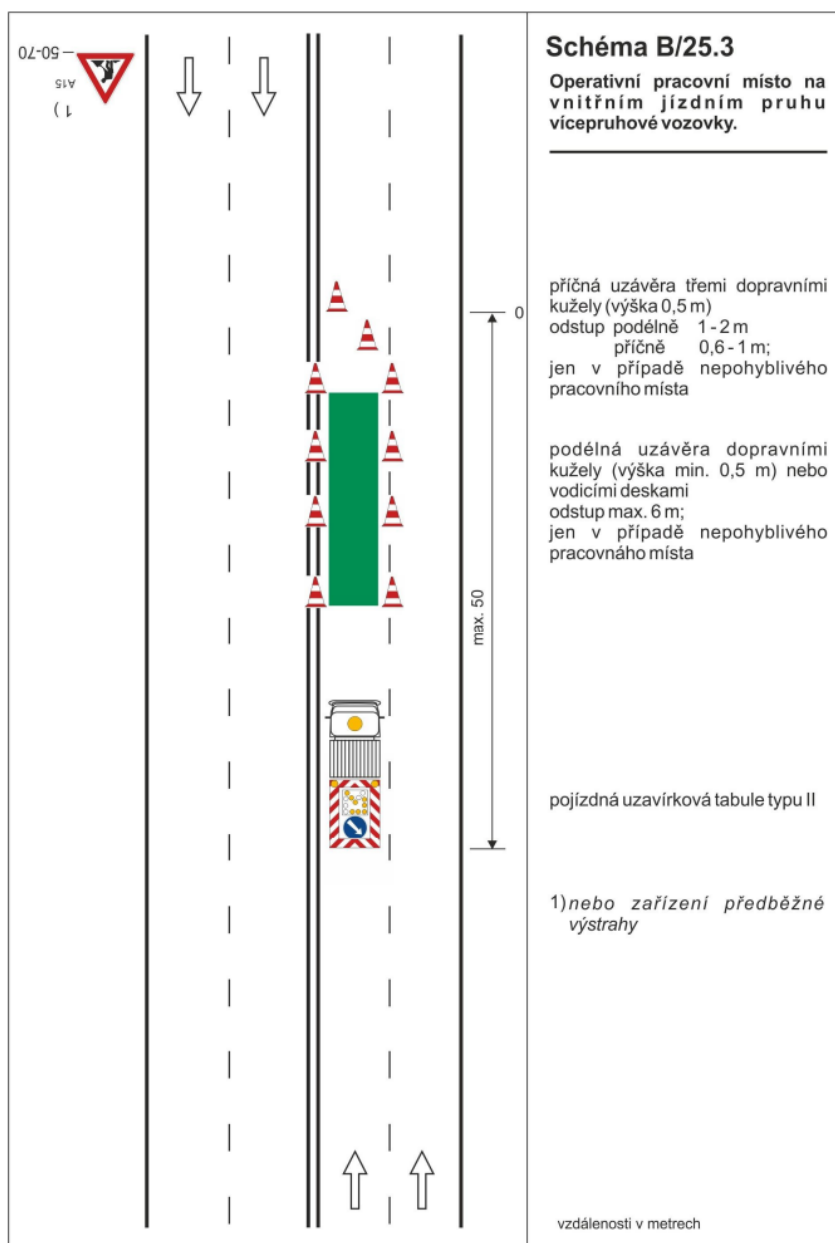 –50-70
A15
1)
Schéma B/25.3
Operativní pracovní místo na
vnitřním jízdním pruhu
vícepruhové vozovky.
příčná uzávěra třemi dopravními
kužely (výška 0,5 m)
odstup podélně 1 - 2 m
příčně 0,6 - 1 m;
jen v případě nepohyblivého
pracovního místa
0
podélná uzávěra dopravními
kužely (výška min. 0,5 m) nebo
vodicími deskami
odstup max. 6 m;
jen v případě nepohyblivého
pracovnáho místa
max. 50
pojízdná uzavírková tabule typu II
1) nebo zařízení předběžné
výstrahy
vzdálenosti v metrech